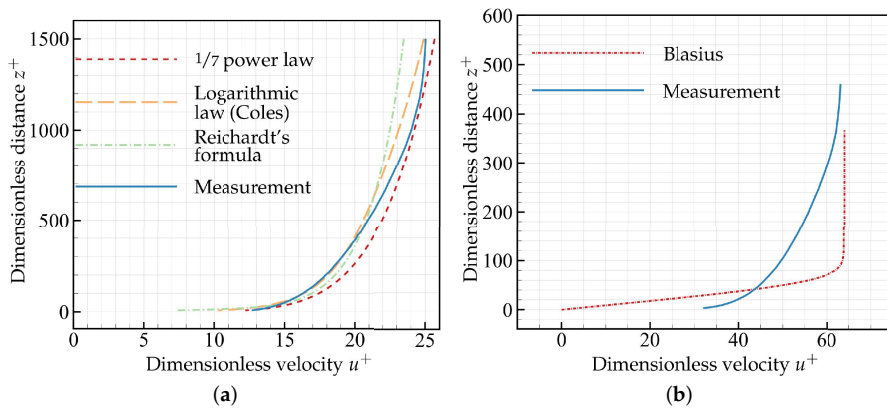 1500
1000
500
0
Dimensionless distance z⁺
1/7 power law
Logarithmic
law (Coles)
Reichardt's
formula
Measurement
0
5
10
15
20
25
Dimensionless velocity u⁺
(a)
600
500
400
300
200
100
0
Dimensionless distance z⁺
Blasius
Measurement
0
20
40
60
Dimensionless velocity u⁺
(b)